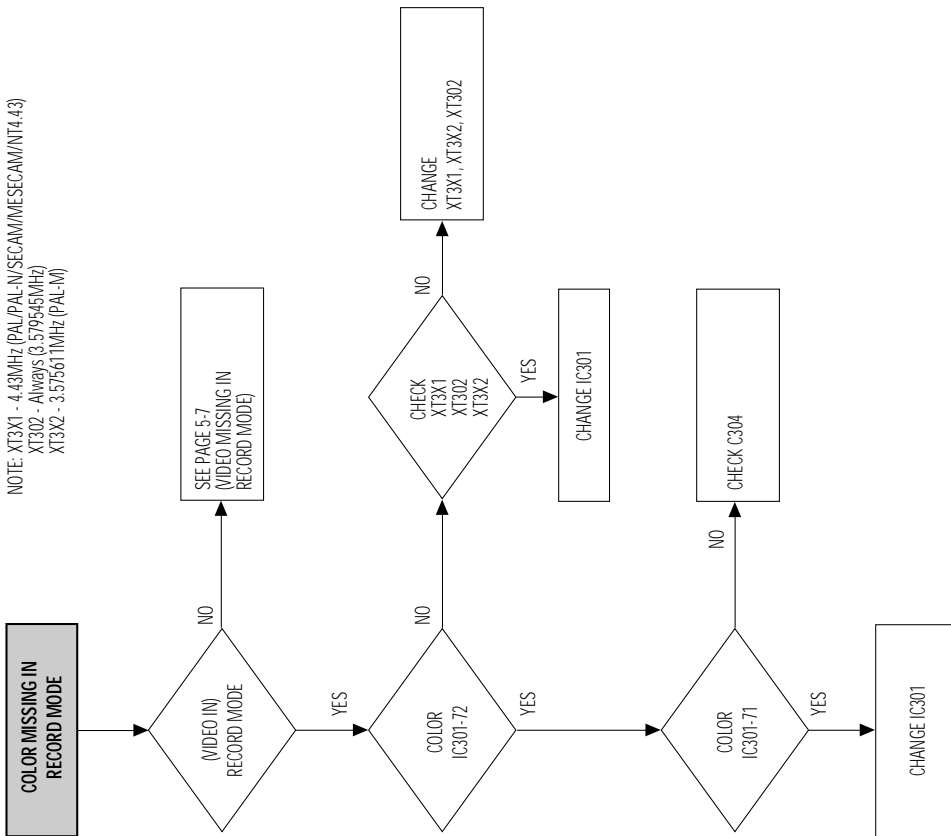 NOTE: XT3X1 - 4.43MHz (PAL/PAL-N/SECAM/MESECAM/NT4.43)
XT302 - Always (3.579545MHz)
XT3X2 - 3.575611MHz (PAL-M)
COLOR MISSING IN
RECORD MODE
(VIDEO IN)
RECORD MODE
NO
SEE PAGE 5-7
(VIDEO MISSING IN
RECORD MODE)
YES
COLOR
IC301-72
NO
CHECK
XT3X1
XT302
XT3X2
NO
CHANGE
XT3X1, XT3X2, XT302
YES
CHANGE IC301
YES
COLOR
IC301-71
NO
CHECK C304
YES
CHANGE IC301